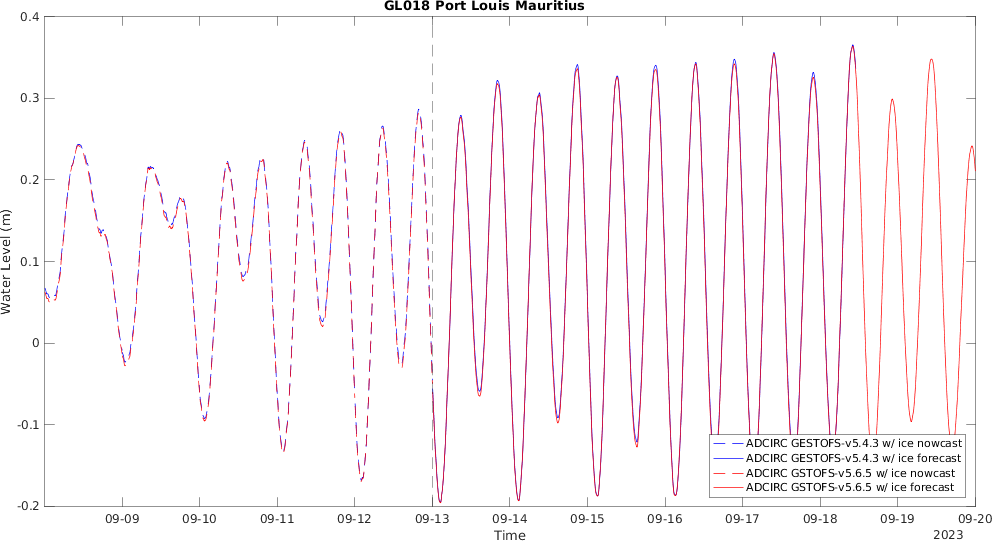 GL018 Port Louis Mauritius
0.4
0.3
0.2
0.1
0
-0.1
-0.2
Water Level (m)
ADCIRC GESTOFS-v5.4.3 w/ ice nowcast
ADCIRC GESTOFS-v5.4.3 w/ ice forecast
ADCIRC GSTOFS-v5.6.5 w/ ice nowcast
ADCIRC GSTOFS-v5.6.5 w/ ice forecast
09-09 09-10 09-11 09-12 09-13 09-14 09-15 09-16 09-17 09-18 09-19 09-20
Time
2023